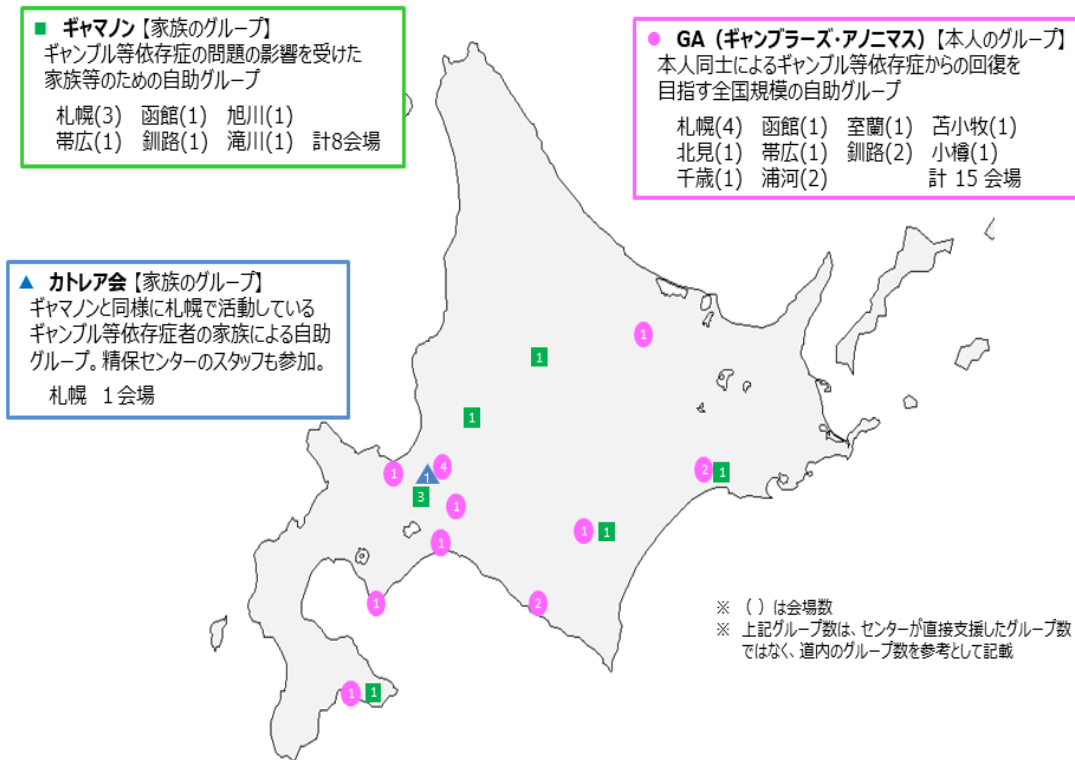 ■ ギャマノン【家族のグループ】
ギャンブル等依存症の問題の影響を受けた
家族等のための自助グループ
札幌(3) 函館(1) 旭川(1)
帯広(1) 釧路(1) 滝川(1) 計8会場
● GA（ギャンブラーズ・アノニマス）【本人のグループ】
本人同士によるギャンブル等依存症からの回復を
目指す全国規模の自助グループ
札幌(4) 函館(1) 室蘭(1) 苫小牧(1)
北見(1) 帯広(1) 釧路(2) 小樽(1)
千歳(1) 浦河(2) 計 15 会場
▲ カトレア会【家族のグループ】
ギャマノンと同様に札幌で活動している
ギャンブル等依存症者の家族による自助
グループ。精保センターのスタッフも参加。
札幌 1会場
1
1
1
1
4
1
3
2
1
1
1
1
1
1
2
1
1
※ （ ）は会場数
※ 上記グループ数は、センターが直接支援したグループ数
ではなく、道内のグループ数を参考として記載